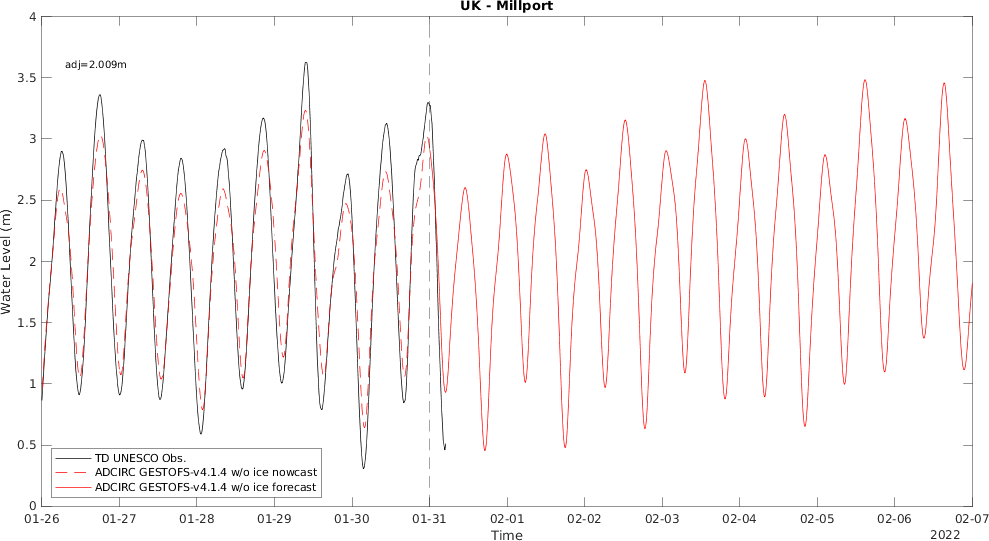 UK - Millport
adj=2.009m
Water Level (m)
4
3.5
3
2.5
2
1.5
1
0.5
0
TD UNESCO Obs.
ADCIRC GESTOFS-v4.1.4 w/o ice nowcast
ADCIRC GESTOFS-v4.1.4 w/o ice forecast
01-26 01-27 01-28 01-29 01-30 01-31 02-01 02-02 02-03 02-04 02-05 02-06 02-07
Time
2022